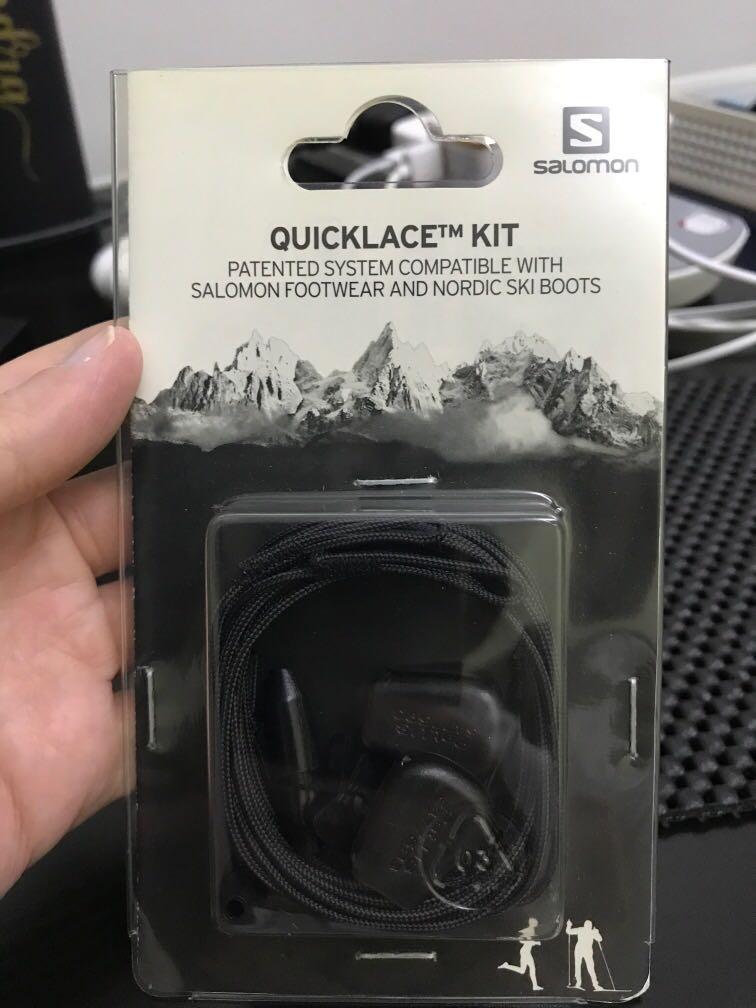 SALOMON
QUICKLACE™ KIT
PATENTED SYSTEM COMPATIBLE WITH
SALOMON FOOTWEAR AND NORDIC SKI BOOTS